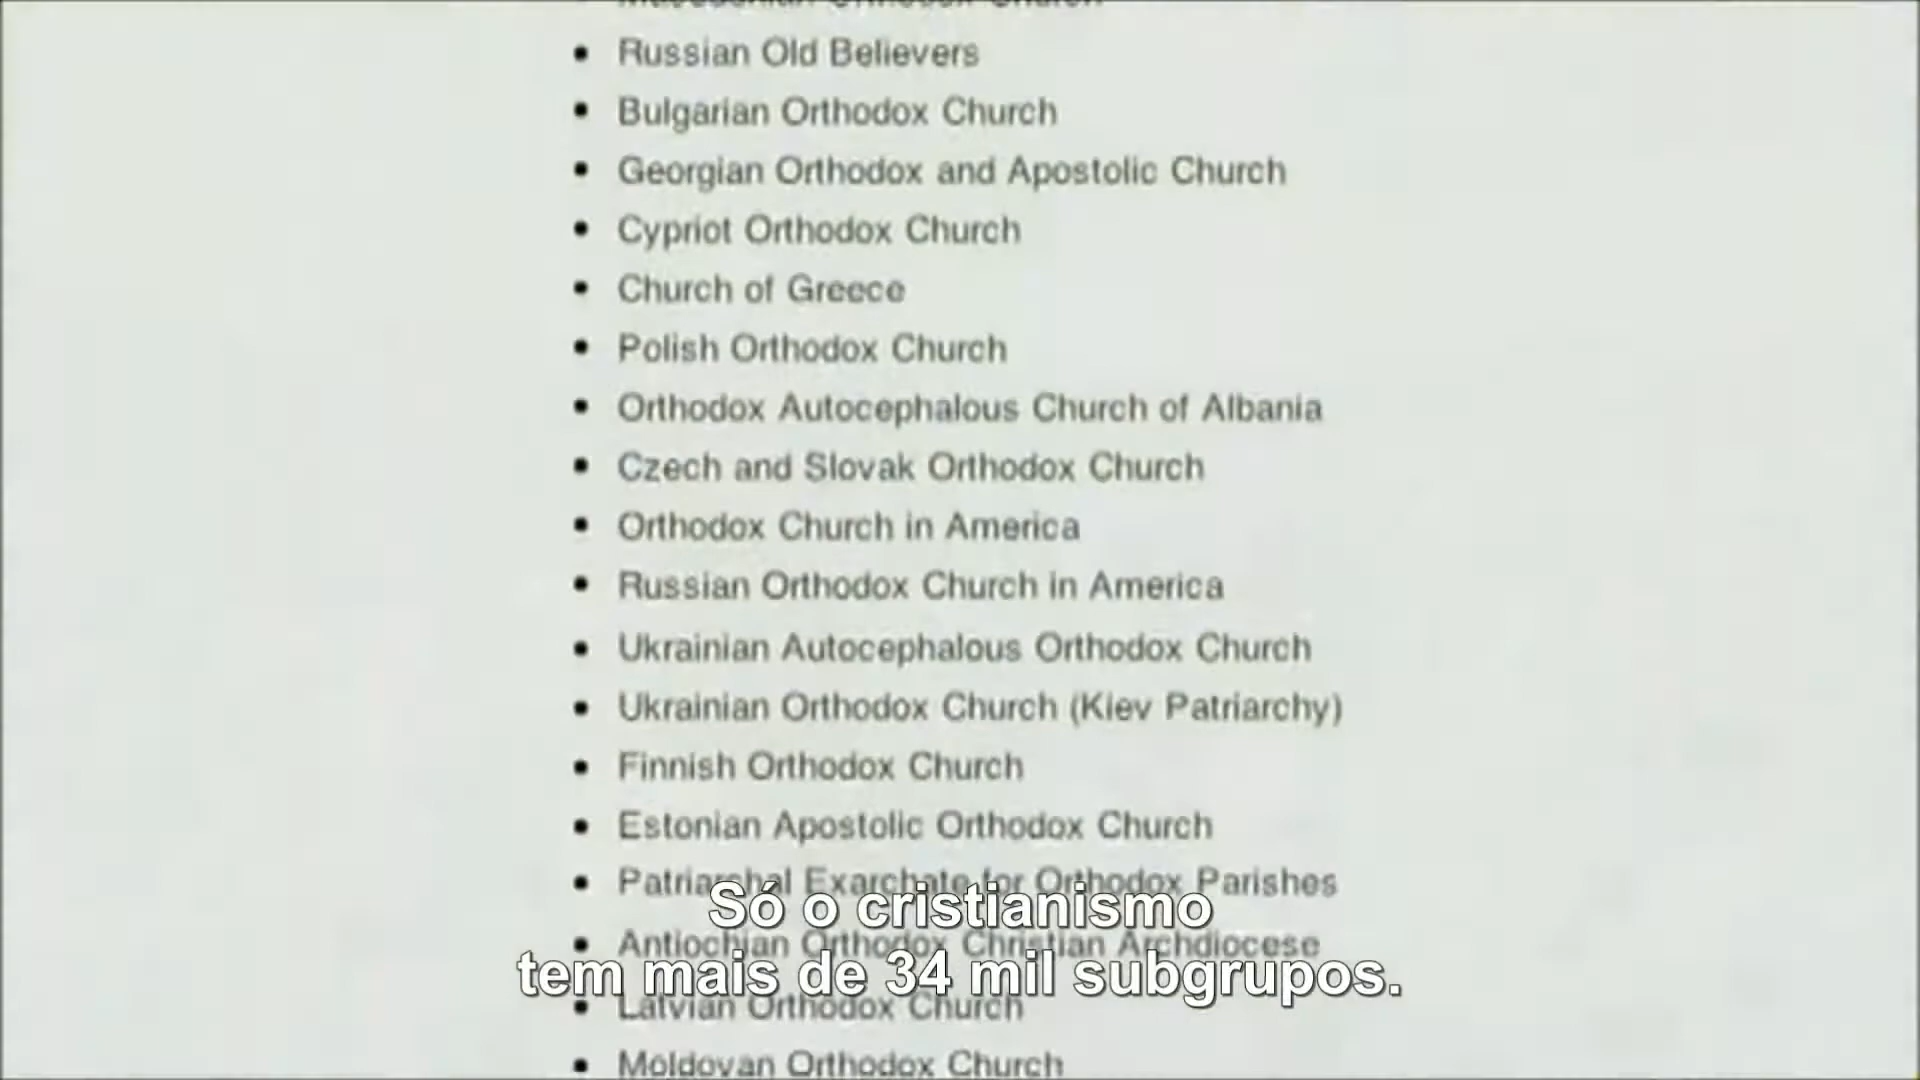 Macedonian Orthodox Church
• Russian Old Believers
• Bulgarian Orthodox Church
• Georgian Orthodox and Apostolic Church
• Cypriot Orthodox Church
• Church of Greece
• Polish Orthodox Church
• Orthodox Autocephalous Church of Albania
• Czech and Slovak Orthodox Church
• Orthodox Church in America
• Russian Orthodox Church in America
• Ukrainian Autocephalous Orthodox Church
• Ukrainian Orthodox Church (Kiev Patriarchy)
• Finnish Orthodox Church
• Estonian Apostolic Orthodox Church
• Patriarchal Exarchate for Orthodox Parishes
Só o cristianismo
• Antiochian Orthodox Christian Archdiocese
tem mais de 34 mil subgrupos.
• Latvian Orthodox Church
• Moldovan Orthodox Church